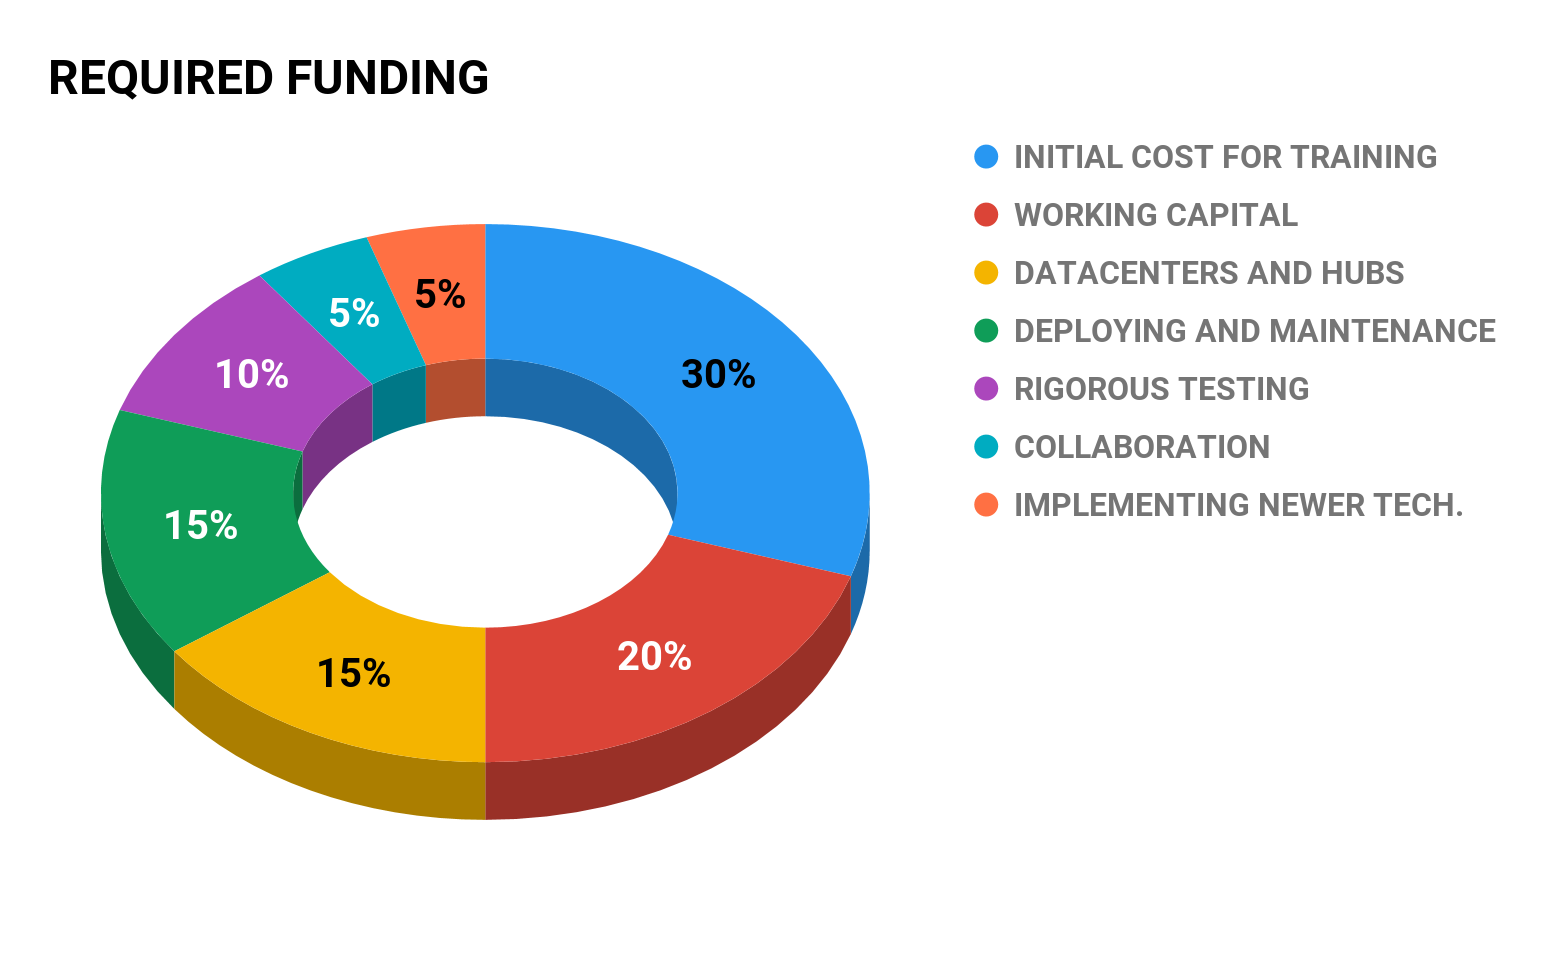 REQUIRED FUNDING
INITIAL COST FOR TRAINING
WORKING CAPITAL
DATACENTERS AND HUBS
DEPLOYING AND MAINTENANCE
RIGOROUS TESTING
COLLABORATION
IMPLEMENTING NEWER TECH.
5%
5%
30%
10%
15%
20%
15%